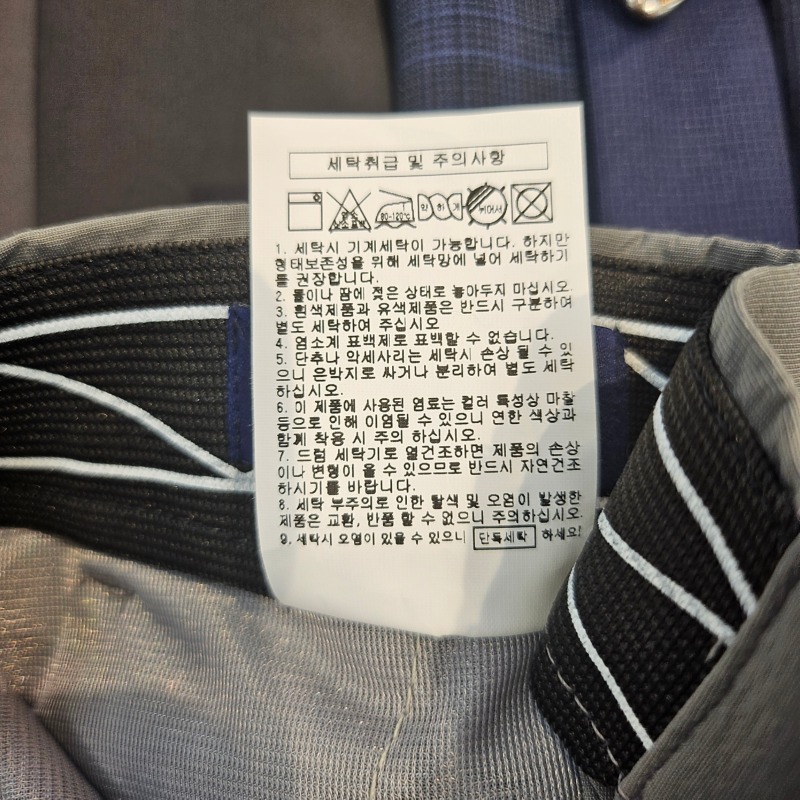 세탁취급 및 주의사항
염소 소표백
80-120℃
약하게
뉘어서
1. 세탁시 기계세탁이 가능합니다. 하지만
형태보존성을 위해 세탁망에 넣어 세탁하기
를 권장합니다.
2. 물이나 땀에 젖은 상태로 놓아두지 마십시오.
3. 흰색제품과 유색제품은 반드시 구분하여
별도 세탁하여 주십시오
4. 염소계 표백제로 표백할 수 없습니다.
5. 단추나 악세사리는 세탁시 손상 될 수 있
으니 은박지로 싸거나 분리하여 별도 세탁
하십시오.
6. 이 제품에 사용된 염료는 컬러 특성상 마찰
등으로 인해 이염될 수 있으니 연한 색상과
함께 착용 시 주의 하십시오.
7. 드럼 세탁기로 열건조하면 제품의 손상
이나 변형이 올 수 있으므로 반드시 자연건조
하시기를 바랍니다.
8. 세탁 부주의로 인한 탈색 및 오염이 발생한
제품은 교환, 반품 할 수 없으니 주의하십시오.
9. 세탁시 오염이 있을 수 있으니 단독세탁 하세요!